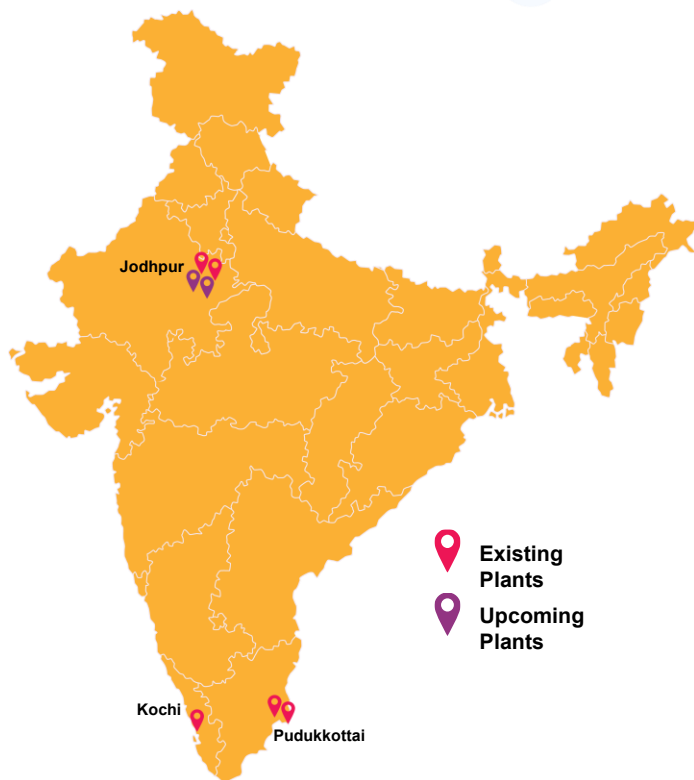 Jodhpur
Existing
Plants
Upcoming
Plants
Kochi
Pudukkottai